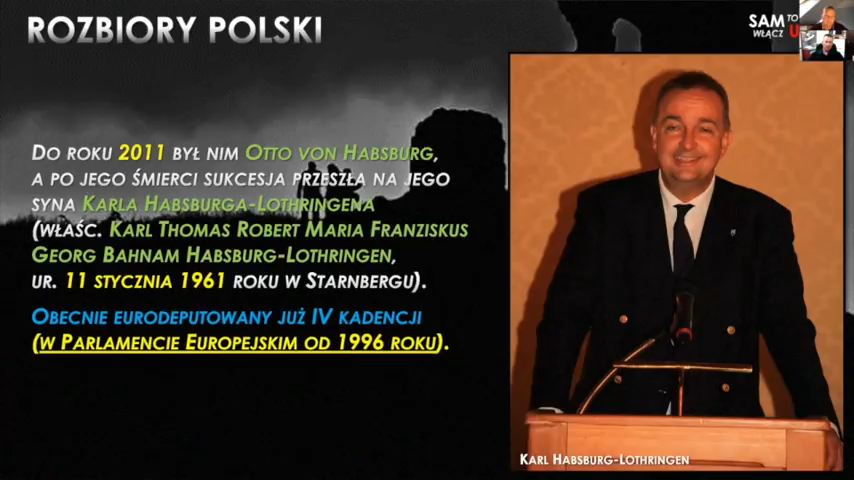 ROZBIORY POLSKI
SAM TO
WŁĄCZ U
DO ROKU 2011 BYŁ NIM OTTO VON HABSBURG,
A PO JEGO ŚMIERCI SUKCESJA PRZESZŁA NA JEGO
SYNA KARLA HABSBURGA-LOTHRINGENA
(WŁAŚC. KARL THOMAS ROBERT MARIA FRANZISKUS
GEORG BAHNAM HABSBURG-LOTHRINGEN,
UR. 11 STYCZNIA 1961 ROKU W STARNBERGU).
OBECNIE EURODEPUTOWANY JUŻ IV KADENCJI
(W PARLAMENCIE EUROPEJSKIM OD 1996 ROKU).
KARL HABSBURG-LOTHRINGEN